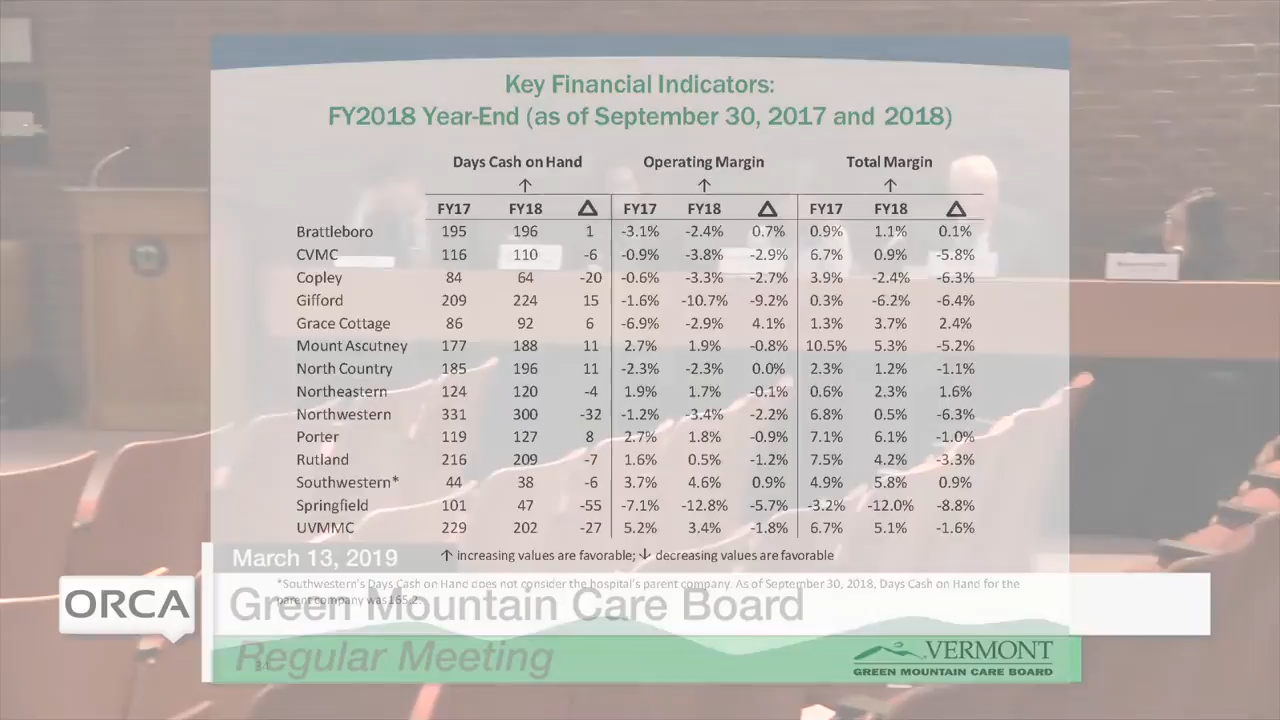 Key Financial Indicators:
FY2018 Year-End (as of September 30, 2017 and 2018)
Days Cash on Hand Operating Margin Total Margin
↑ ↑ ↑
FY17 FY18 △ FY17 FY18 △ FY17 FY18 △
Brattleboro 195 196 1 -3.1% -2.4% 0.7% 0.9% 1.1% 0.1%
CVMC 116 110 -6 -0.9% -3.8% -2.9% 6.7% 0.9% -5.8%
Copley 84 64 -20 -0.6% -3.3% -2.7% 3.9% -2.4% -6.3%
Gifford 209 224 15 -1.6% -10.7% -9.2% 0.3% -6.2% -6.4%
Grace Cottage 86 92 6 -6.9% -2.9% 4.1% 1.3% 3.7% 2.4%
Mount Ascutney 177 188 11 2.7% 1.9% -0.8% 10.5% 5.3% -5.2%
North Country 185 196 11 -2.3% -2.3% 0.0% 2.3% 1.2% -1.1%
Northeastern 124 120 -4 1.9% 1.7% -0.1% 0.6% 2.3% 1.6%
Northwestern 331 300 -32 -1.2% -3.4% -2.2% 6.8% 0.5% -6.3%
Porter 119 127 8 2.7% 1.8% -0.9% 7.1% 6.1% -1.0%
Rutland 216 209 -7 1.6% 0.5% -1.2% 7.5% 4.2% -3.3%
Southwestern* 44 38 -6 3.7% 4.6% 0.9% 4.9% 5.8% 0.9%
Springfield 101 47 -55 -7.1% -12.8% -5.7% -3.2% -12.0% -8.8%
UVMMC 229 202 -27 5.2% 3.4% -1.8% 6.7% 5.1% -1.6%
↑ increasing values are favorable; ↓ decreasing values are favorable
*Southwestern's Days Cash on Hand does not consider the hospital's parent company. As of September 30, 2018, Days Cash on Hand for the
parent company was 165.2
March 13, 2019
ORCA
Green Mountain Care Board
Regular Meeting
VERMONT
GREEN MOUNTAIN CARE BOARD